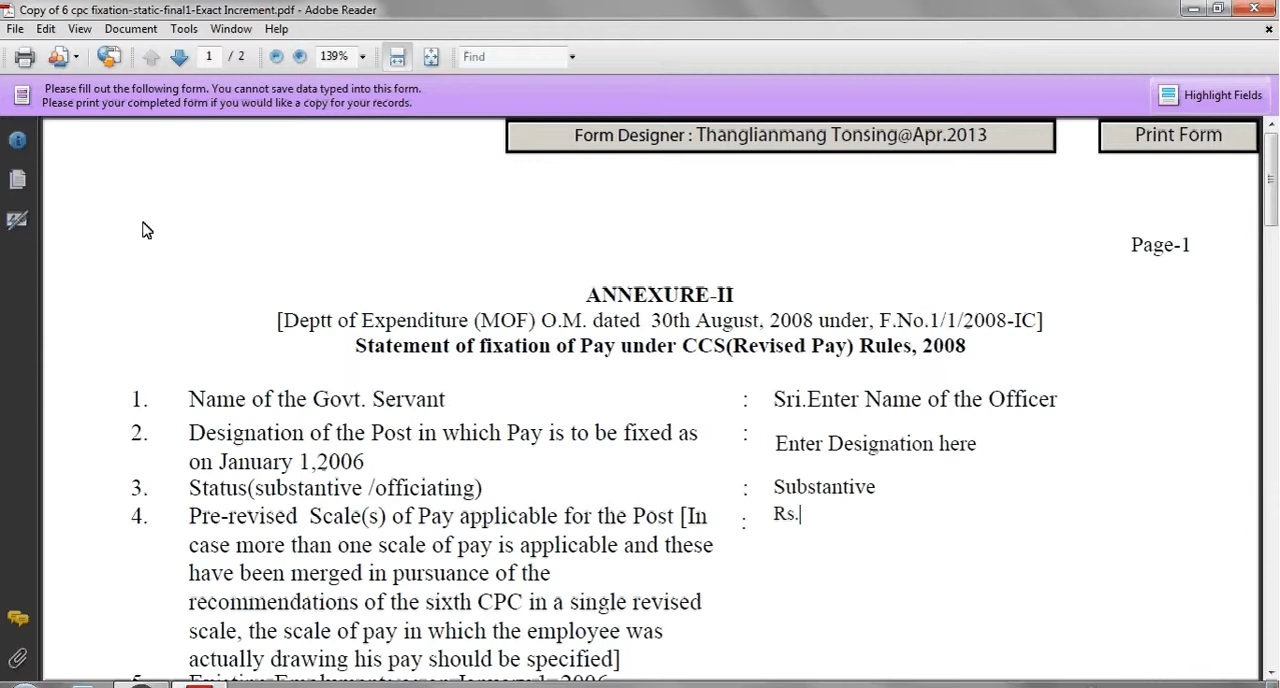 Copy of 6 cpc fixation-static-final1-Exact Increment.pdf - Adobe Reader
File Edit View Document Tools Window Help
1 / 2 139% Find
Please fill out the following form. You cannot save data typed into this form.
Please print your completed form if you would like a copy for your records.
Highlight Fields
Form Designer : Thanglianmang Tonsing@Apr.2013
Print Form
Page-1
ANNEXURE-II
[Deptt of Expenditure (MOF) O.M. dated 30th August, 2008 under, F.No.1/1/2008-IC]
Statement of fixation of Pay under CCS(Revised Pay) Rules, 2008
1. Name of the Govt. Servant : Sri.Enter Name of the Officer
2. Designation of the Post in which Pay is to be fixed as : Enter Designation here
on January 1,2006
3. Status(substantive /officiating) : Substantive
4. Pre-revised Scale(s) of Pay applicable for the Post [In : Rs.
case more than one scale of pay is applicable and these
have been merged in pursuance of the
recommendations of the sixth CPC in a single revised
scale, the scale of pay in which the employee was
actually drawing his pay should be specified]